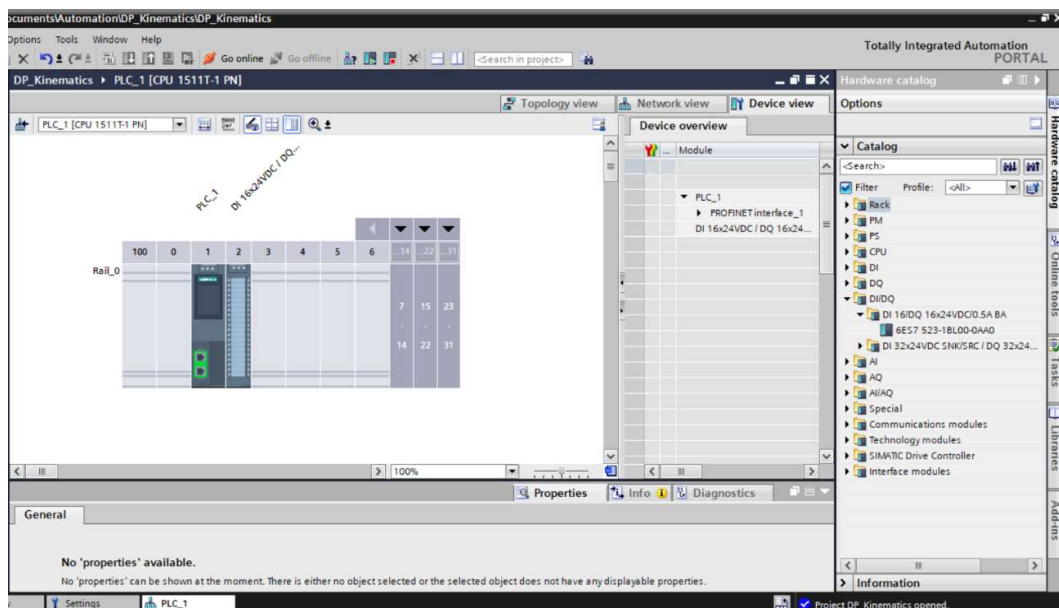 ocuments\Automation\DP_Kinematics\DP_Kinematics
Options Tools Window Help
Totally Integrated Automation
PORTAL
Go online Go offline <Search in project>
DP_Kinematics ▸ PLC_1 [CPU 1511T-1 PN]
Hardware catalog
Topology view Network view Device view
Options
PLC_1 [CPU 1511T-1 PN]
Device overview
Catalog
... Module
<Search>
Filter Profile: <All>
PLC_1
DI 16x24VDC / DQ...
PLC_1
PROFINET interface_1
DI 16x24VDC / DQ 16x24...
100 0 1 2 3 4 5 6 ...14 ...22 ...31
Rail_0
7 15 23
- - -
14 22 31
Rack
PM
PS
CPU
DI
DQ
DI/DQ
DI 16/DQ 16x24VDC/0.5A BA
6ES7 523-1BL00-0AA0
DI 32x24VDC SNK/SRC / DQ 32x24...
AI
AQ
AI/AQ
Special
Communications modules
Technology modules
SIMATIC Drive Controller
Interface modules
Hardware catalog
Online tools
Tasks
Libraries
Add-ins
100%
Properties Info Diagnostics
General
No 'properties' available.
No 'properties' can be shown at the moment. There is either no object selected or the selected object does not have any displayable properties.
Information
Settings PLC_1
Project DP_Kinematics opened.